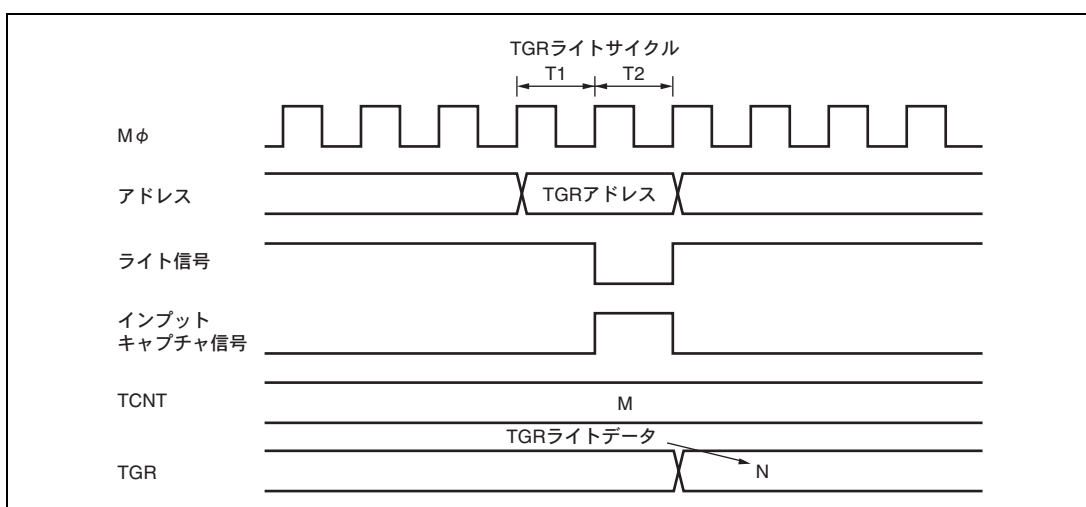 TGRライトサイクル
T1 T2
Mφ
アドレス
TGRアドレス
ライト信号
インプット
キャプチャ信号
TCNT
M
TGRライトデータ
TGR
N